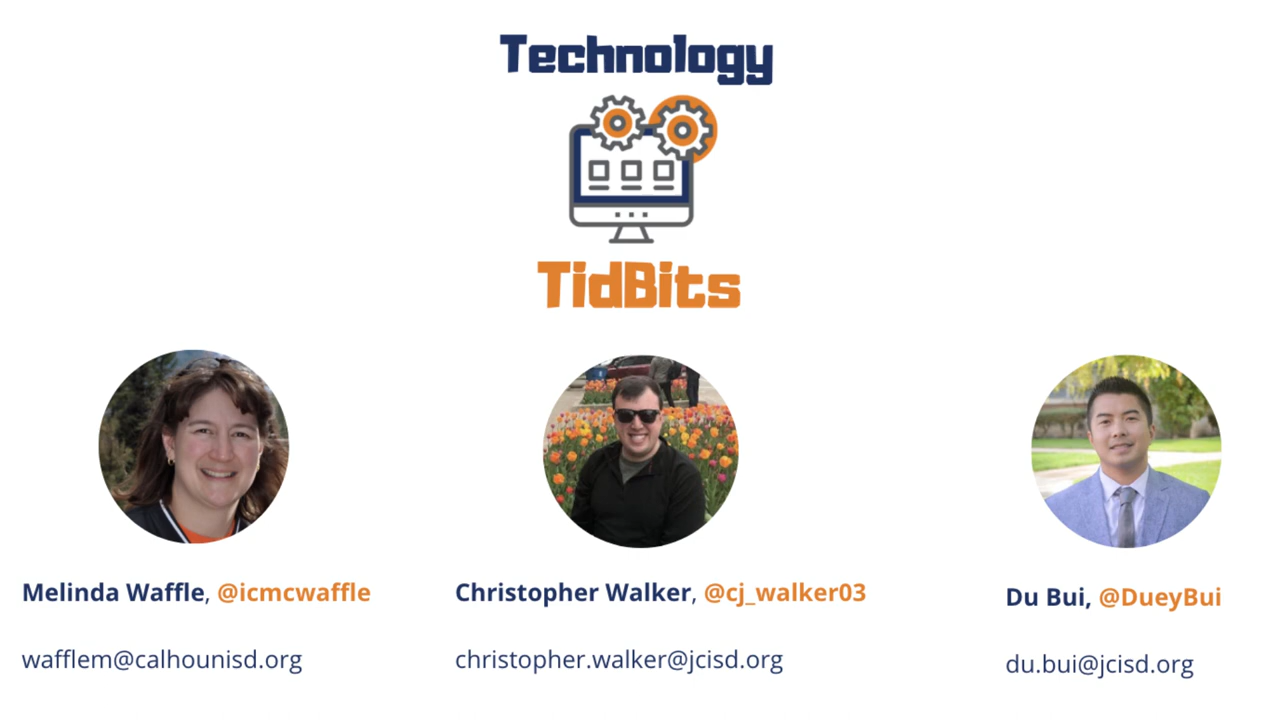 Technology
TidBits
Melinda Waffle, @icmcwaffle
wafflem@calhounisd.org
Christopher Walker, @cj_walker03
christopher.walker@jcisd.org
Du Bui, @DueyBui
du.bui@jcisd.org